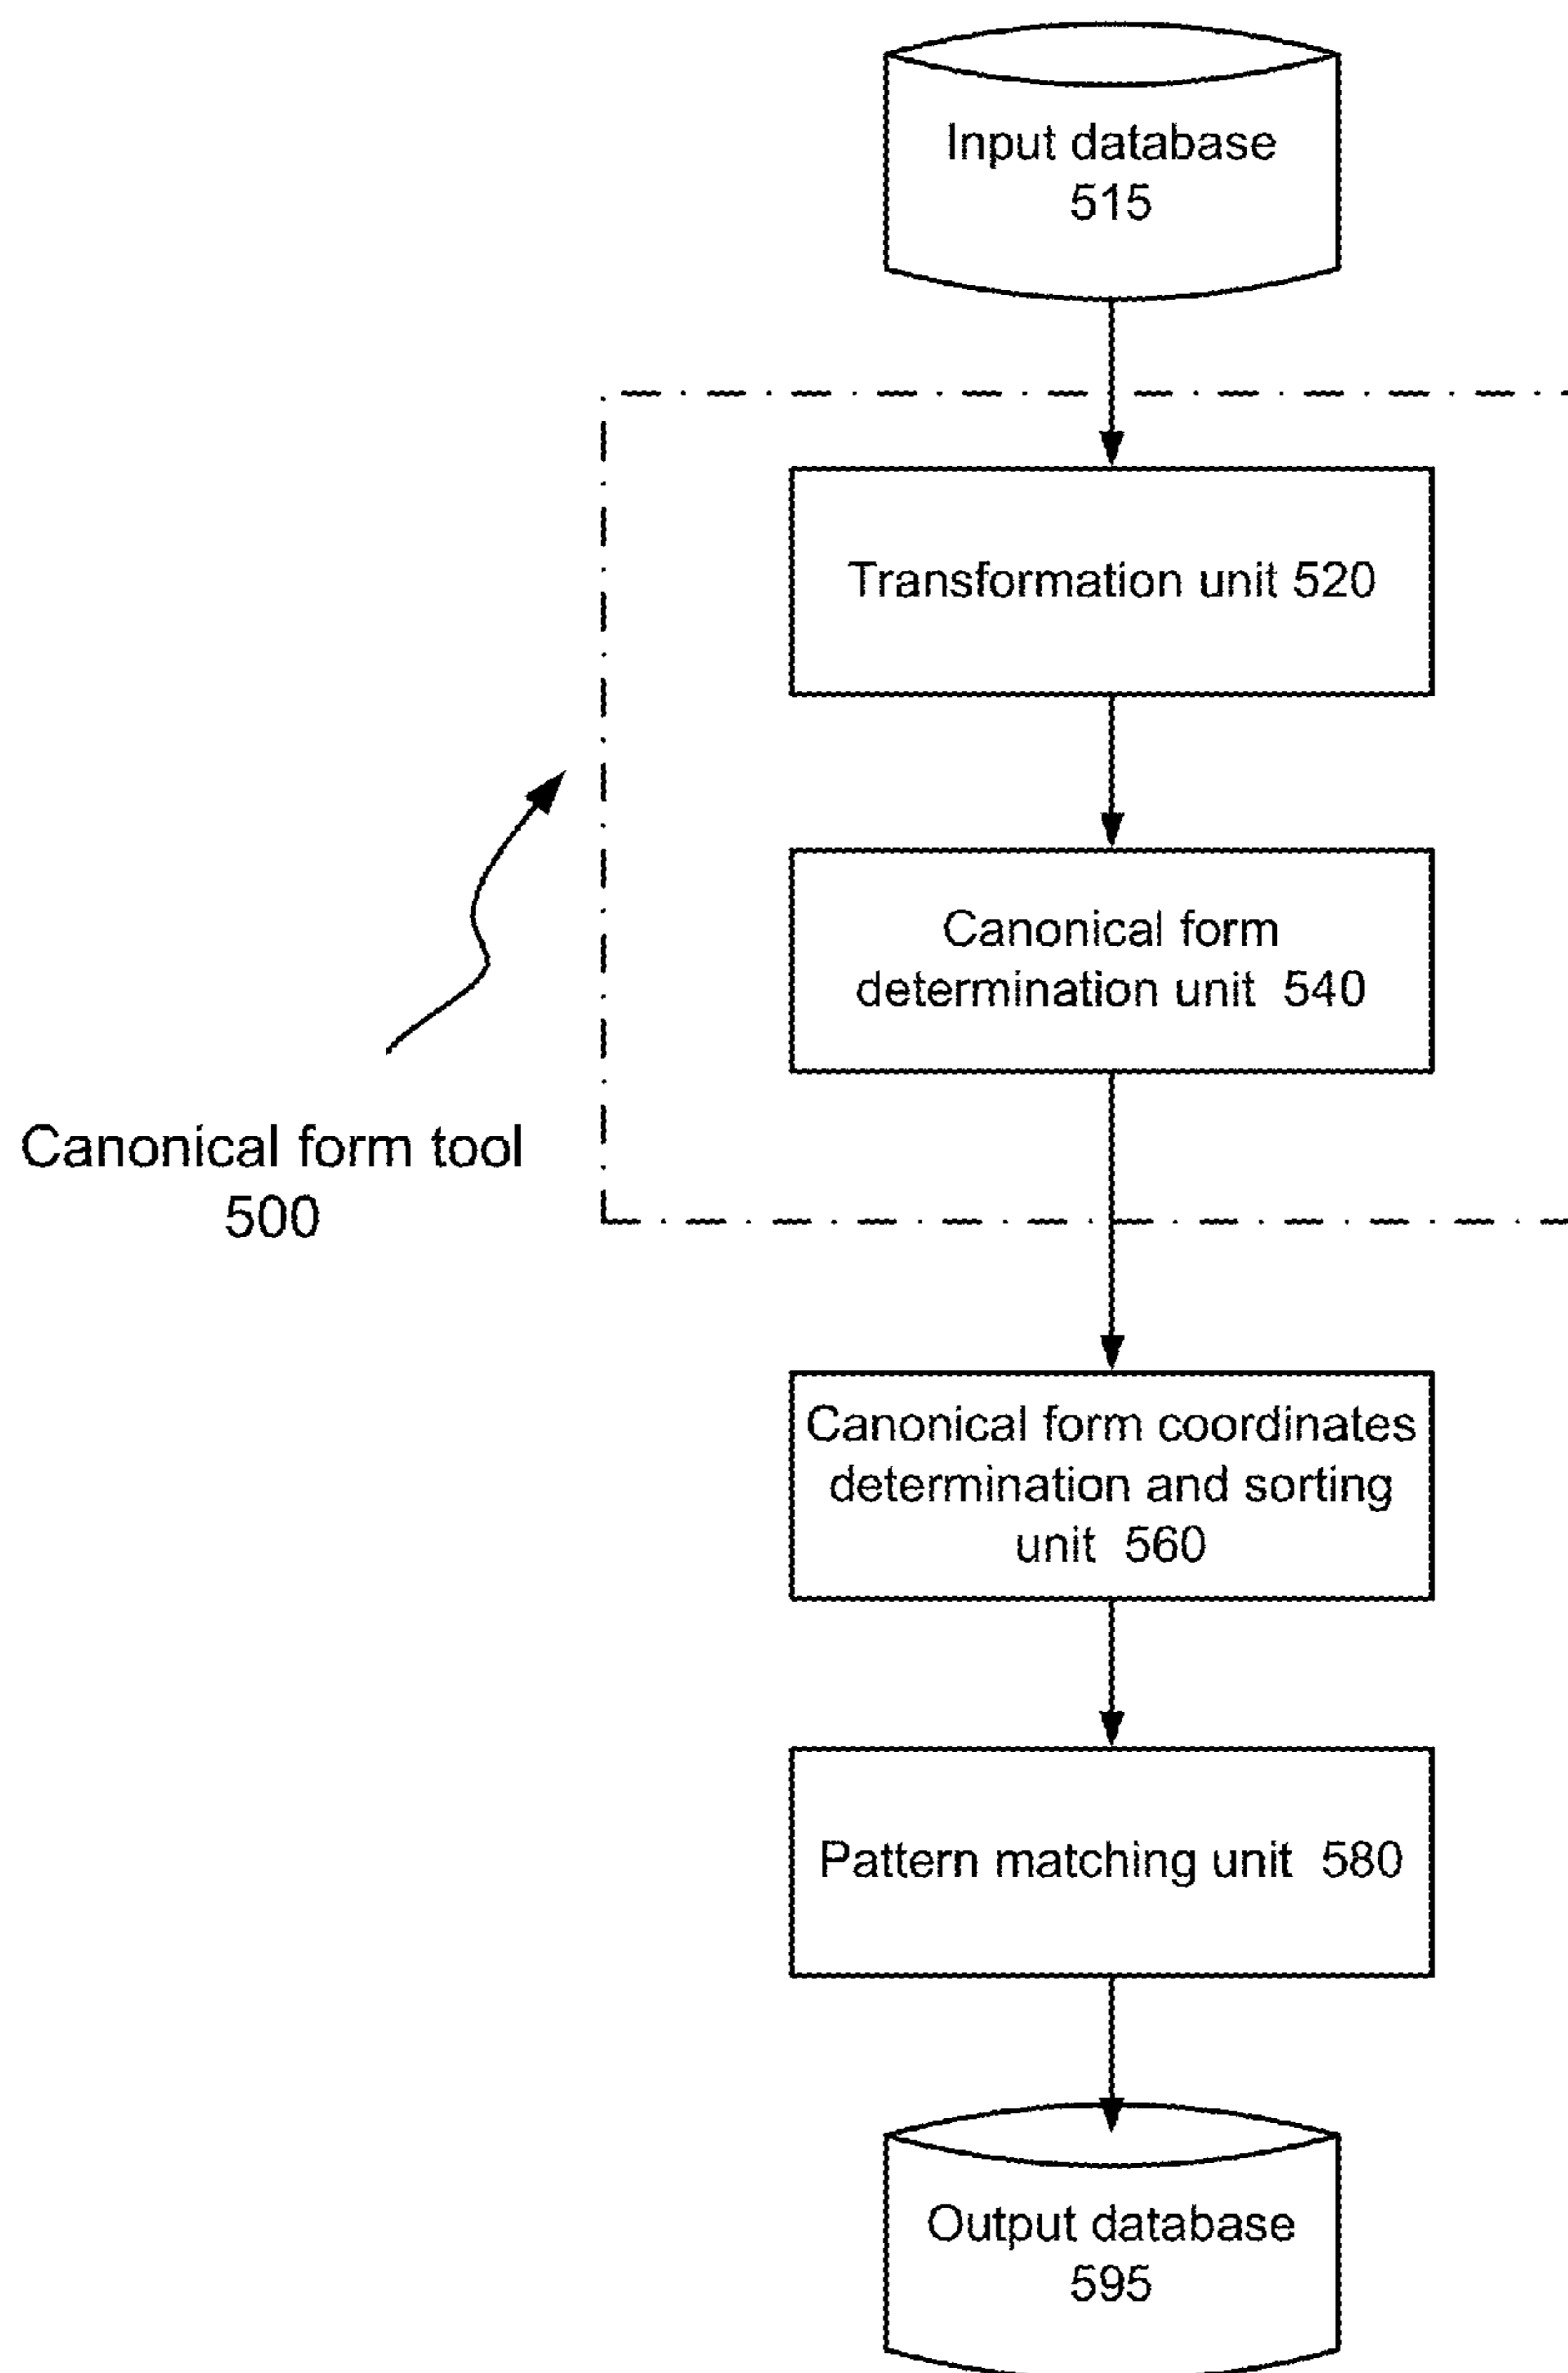 Input database
515
Transformation unit 520
Canonical form
determination unit 540
Canonical form tool
500
Canonical form coordinates
determination and sorting
unit 560
Pattern matching unit 580
Output database
595